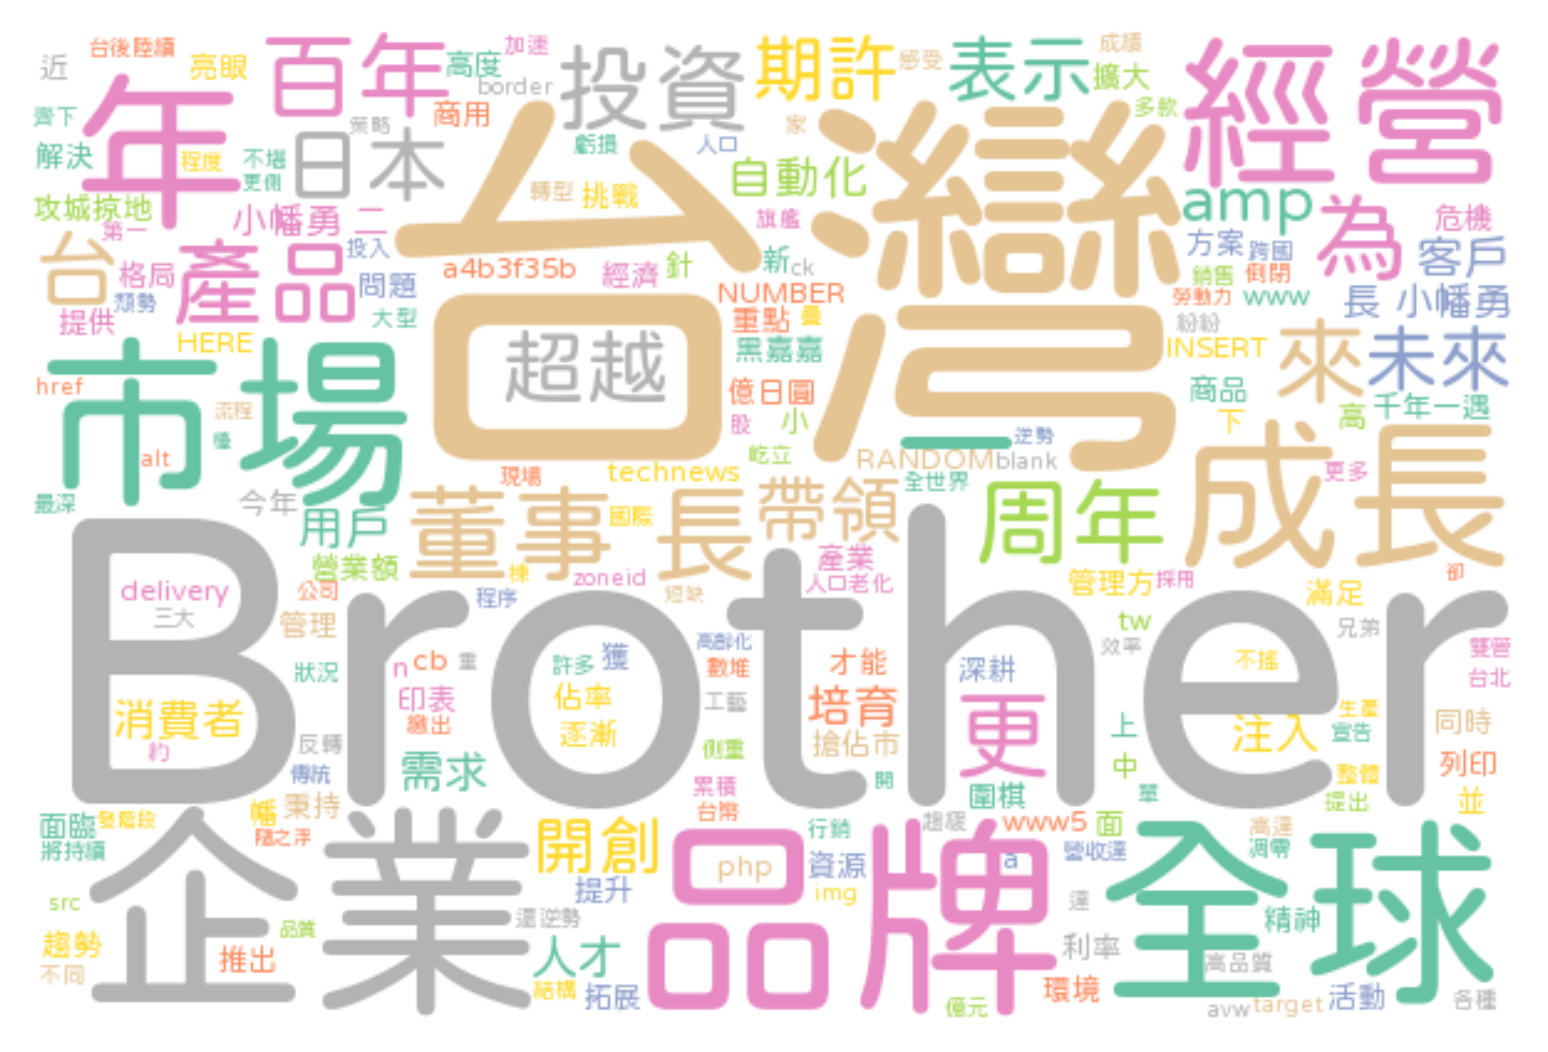 近
台後陸續
亮眼
百年
高度
加速
border
投資
期許
感受
表示
成績
擴大
經營
年
商用
齊下
策略
日本
虧損
人口
家
多款
解決
程度
不堪
更側
台灣
自動化
攻城掠地
小幡勇 二
轉型
挑戰
旗艦
amp
為
危機
第一
台
格局
產品
投入
問題
a4b3f35b
經濟
針
新
ck
方案
跨國
客戶
銷售
倒閉
頹勢
提供
大型
NUMBER
重點
疊
勞動力
www
長 小幡勇
HERE
市場
超越
黑嘉嘉
紛紛
INSERT
來
未來
href
億日圓
商品
流程
股
小
下
高
千年一遇
臺
alt
一
逆勢
屹立
成長
現場
technews
RANDOM
blank
更多
最深
今年
用戶
董事長
國際
帶領
全世界
周年
營業額
棟
zoneid
產業
人口老化
管理方
採用
卻
Brother
delivery
公司
程序
短缺
滿足
三大
管理
tw
兄弟
高齡化
效率
雙營
狀況
n
cb
重
許多
獲
數堆
才能
深耕
不搖
台北
消費者
印表
佔率
工藝
培育
更
生產
繳出
逐漸
搶佔市
上
注入
宣告
同時
約
反轉
側重
傳統
需求
累積
開
中
整體
列印
幡
秉持
台幣
圍棋
單
提出
並
面臨
發階段
將持續
隨之浮
企業
開創
品牌
行銷
趨緩
www5
面
全球
高達
凋零
php
資源
a
營收達
src
提升
img
達
精神
品質
還逆勢
趨勢
推出
人才
利率
高品質
不同
結構
拓展
環境
億元
avw
target
活動
各種